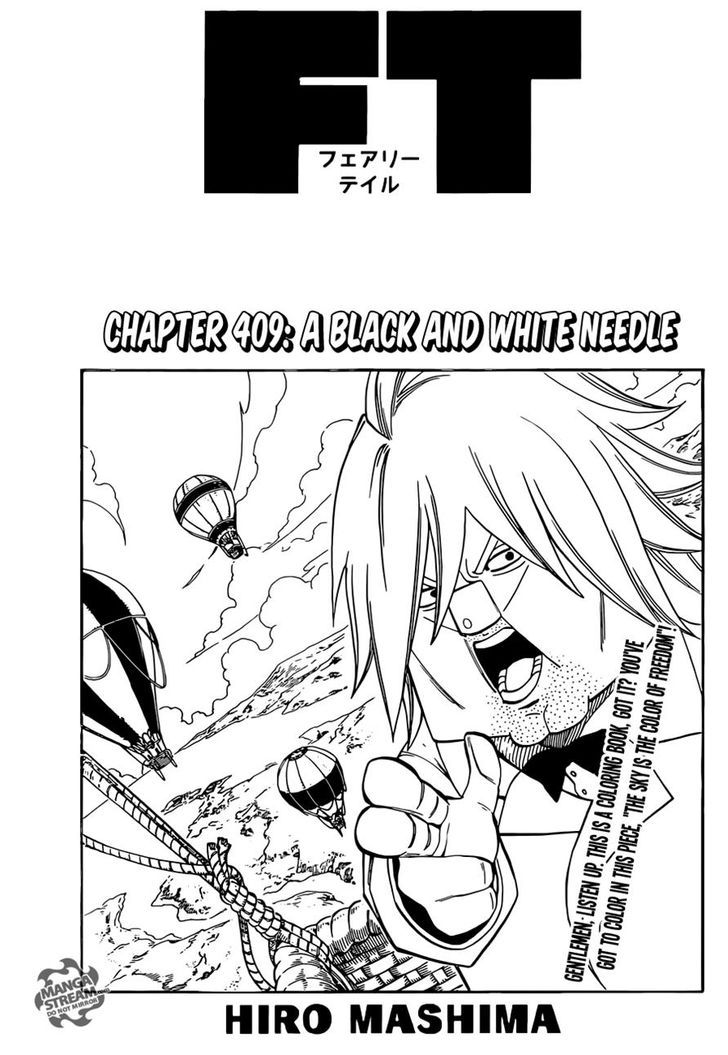 FT
フェアリー
テイル
CHAPTER 409: A BLACK AND WHITE NEEDLE
GENTLEMEN; LISTEN UP. THIS IS A COLORING BOOK, GOT IT? YOU'VE
GOT TO COLOR IN THIS PIECE, "THE SKY IS THE COLOR OF FREEDOM"!
MANGA
STREAM
DO NOT MIRROR
HIRO MASHIMA